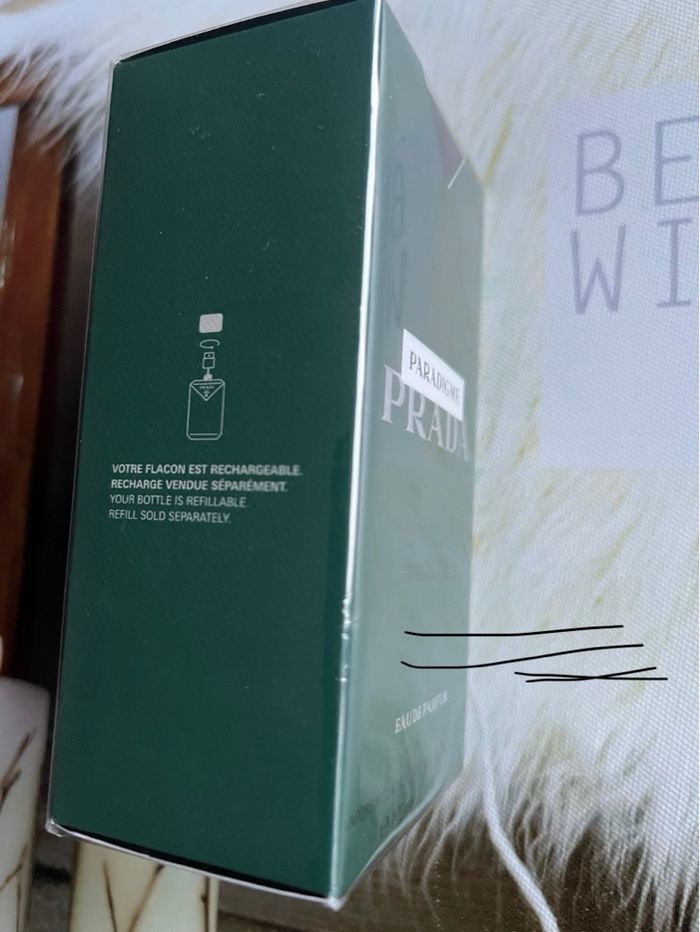 VOTRE FLACON EST RECHARGEABLE.
RECHARGE VENDUE SÉPARÉMENT.
YOUR BOTTLE IS REFILLABLE.
REFILL SOLD SEPARATELY.
PARADIGME
PRADA
EAU DE PARFUM
BE
WI